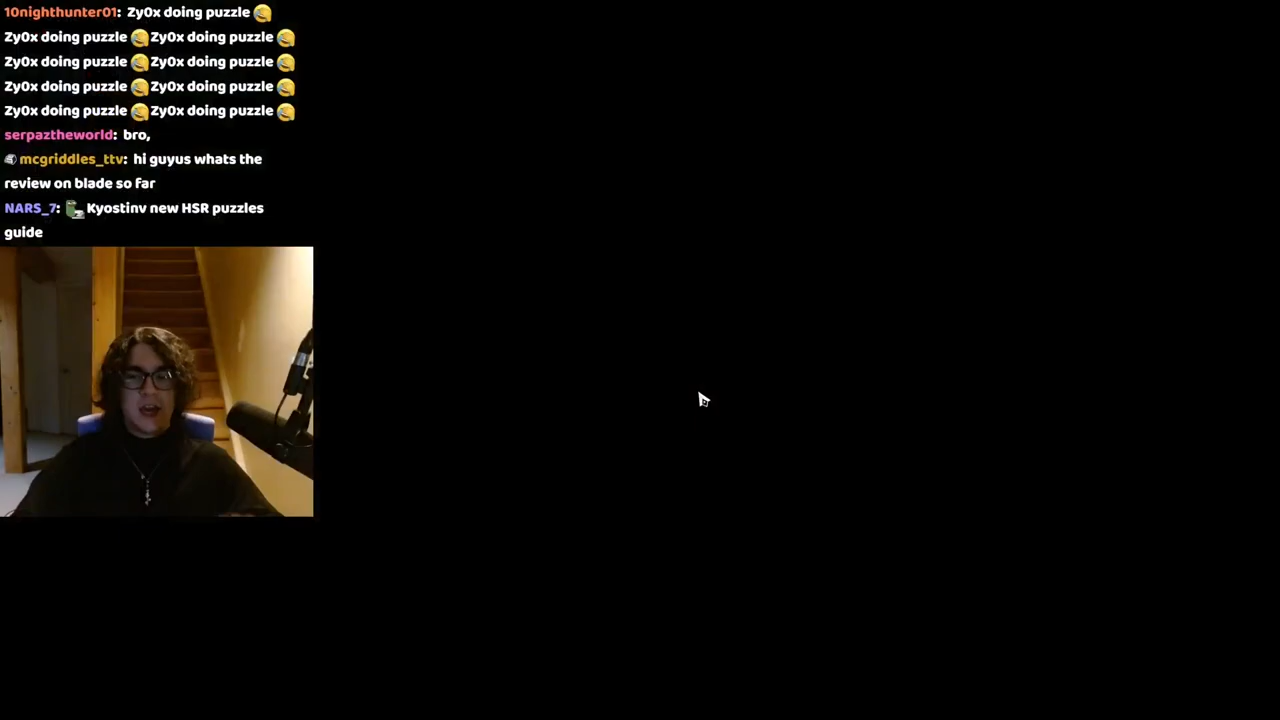 10nighthunter01: Zy0x doing puzzle
Zy0x doing puzzle Zy0x doing puzzle
Zy0x doing puzzle Zy0x doing puzzle
Zy0x doing puzzle Zy0x doing puzzle
Zy0x doing puzzle Zy0x doing puzzle
serpaztheworld: bro,
mcgriddles_ttv: hi guyus whats the
review on blade so far
NARS_7: Kyostinv new HSR puzzles
guide